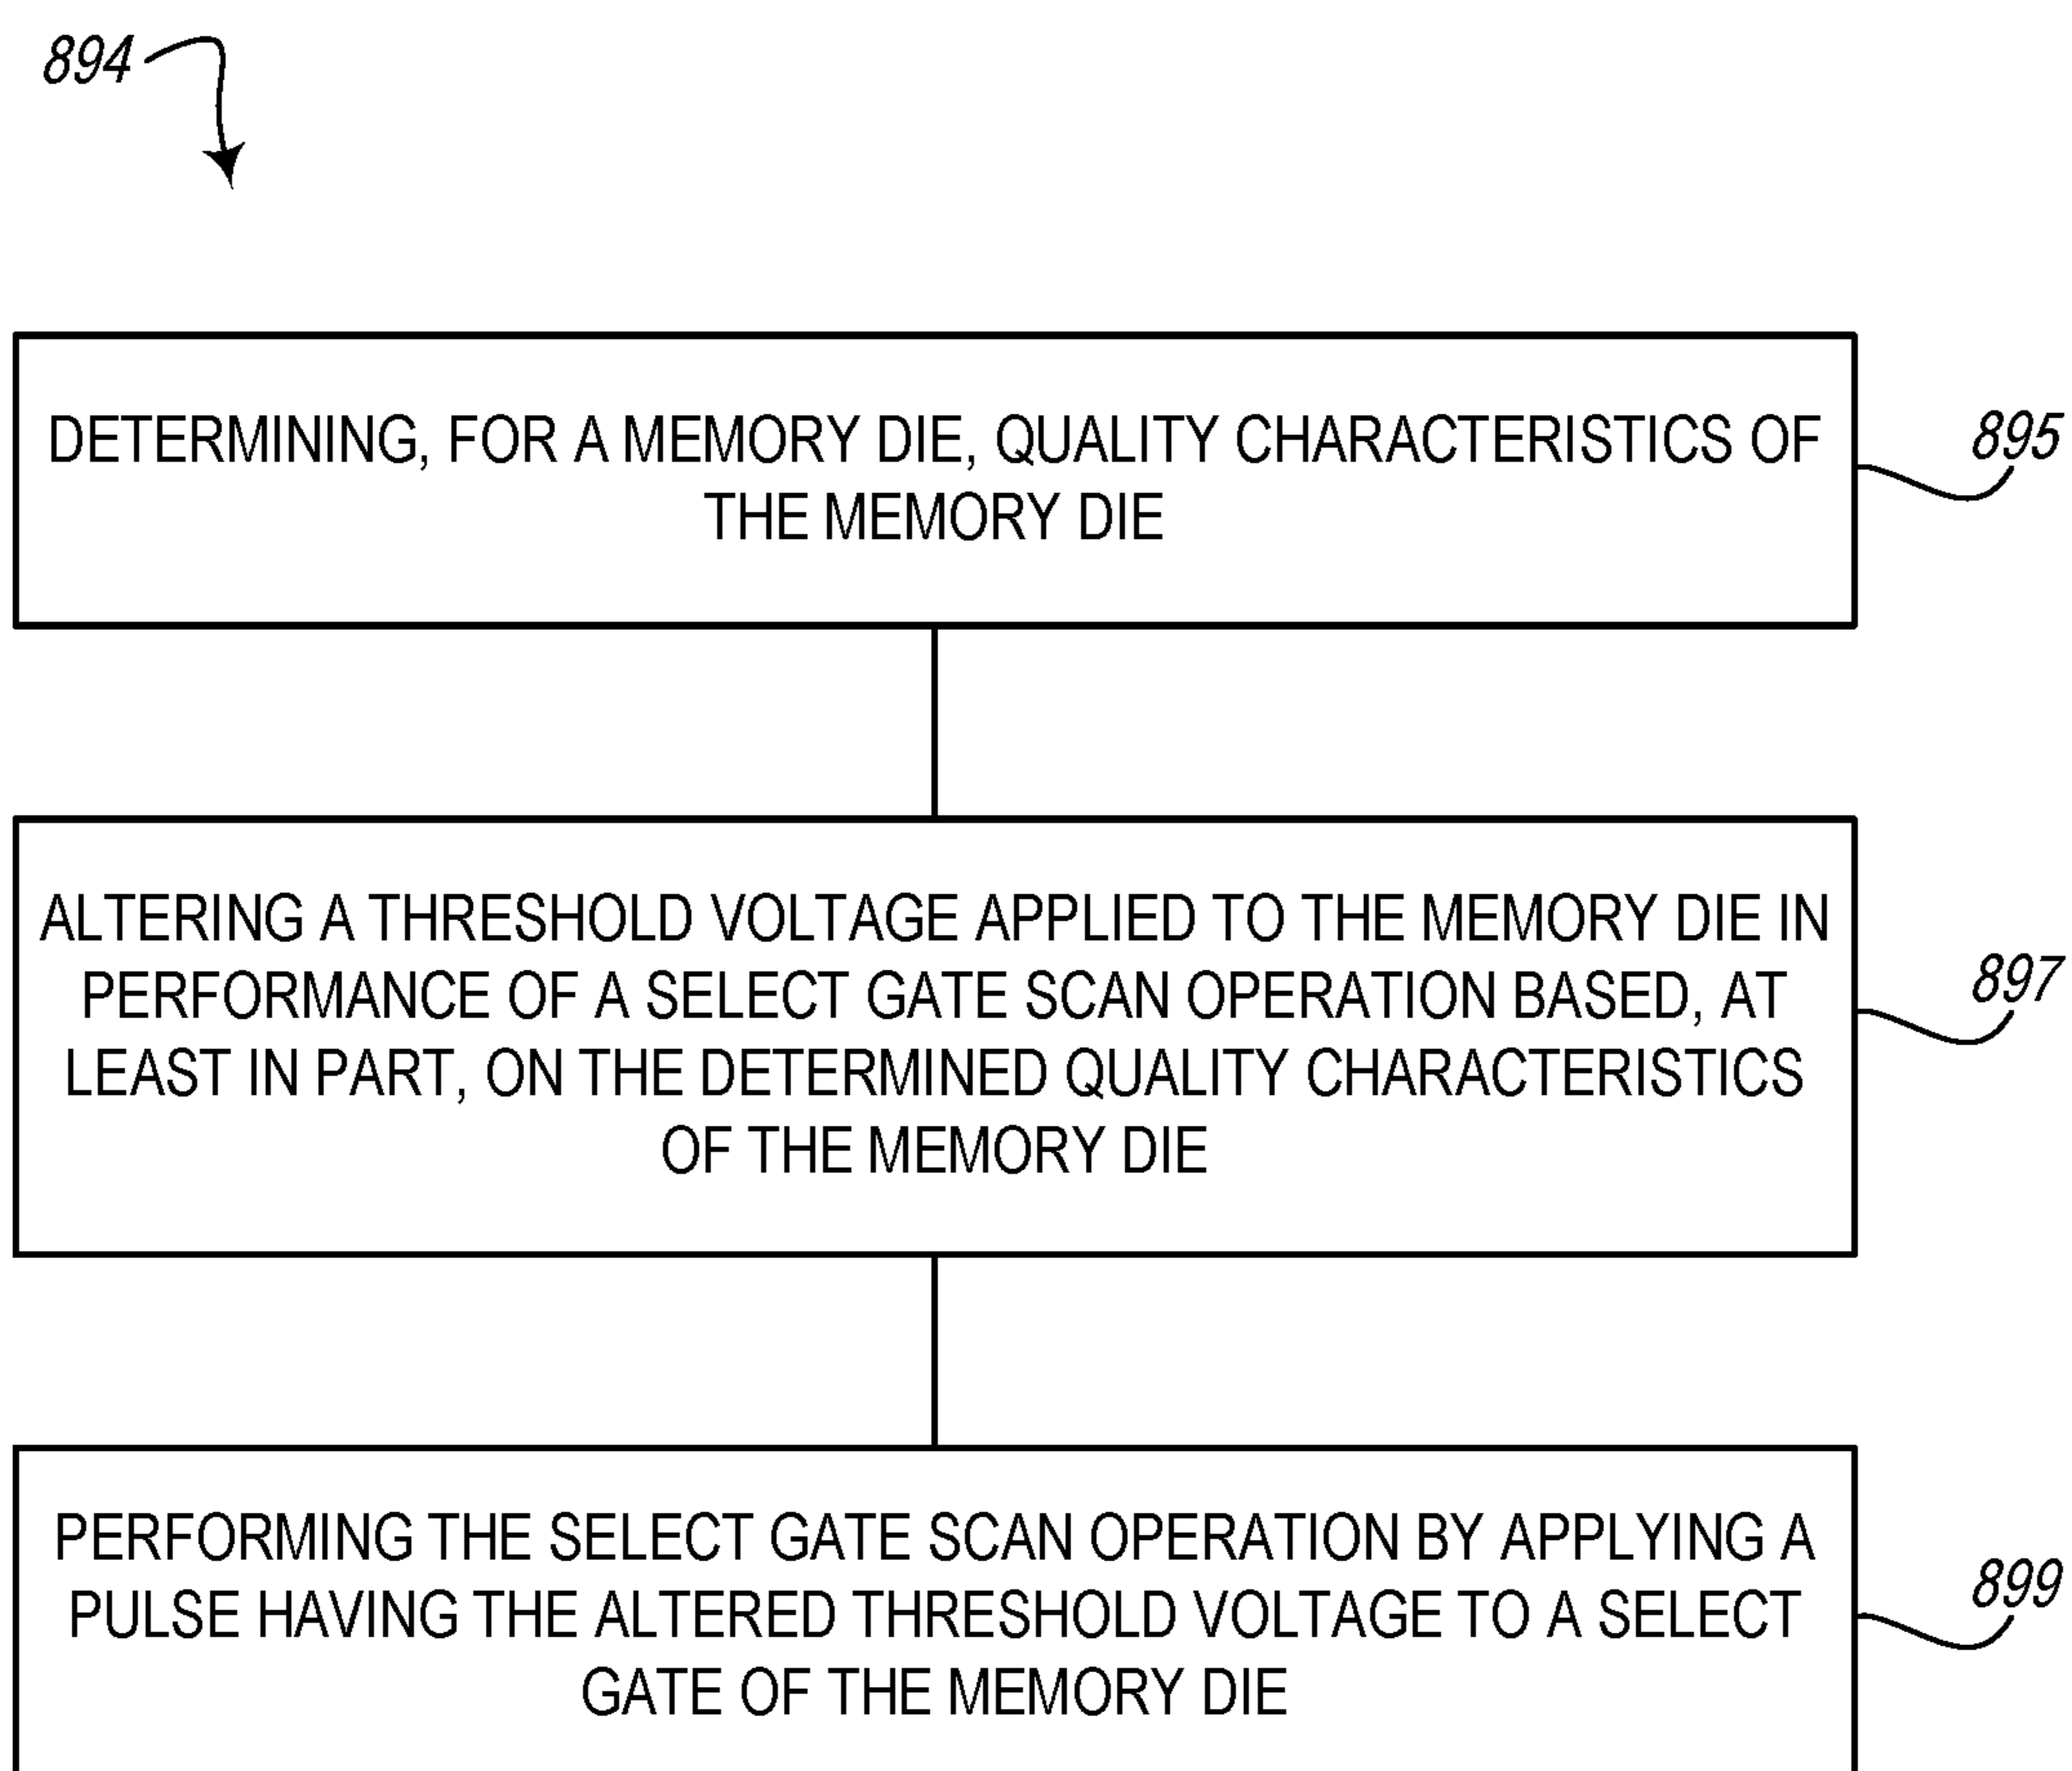 894
DETERMINING, FOR A MEMORY DIE, QUALITY CHARACTERISTICS OF
THE MEMORY DIE
895
ALTERING A THRESHOLD VOLTAGE APPLIED TO THE MEMORY DIE IN
PERFORMANCE OF A SELECT GATE SCAN OPERATION BASED, AT
LEAST IN PART, ON THE DETERMINED QUALITY CHARACTERISTICS
OF THE MEMORY DIE
897
PERFORMING THE SELECT GATE SCAN OPERATION BY APPLYING A
PULSE HAVING THE ALTERED THRESHOLD VOLTAGE TO A SELECT
GATE OF THE MEMORY DIE
899